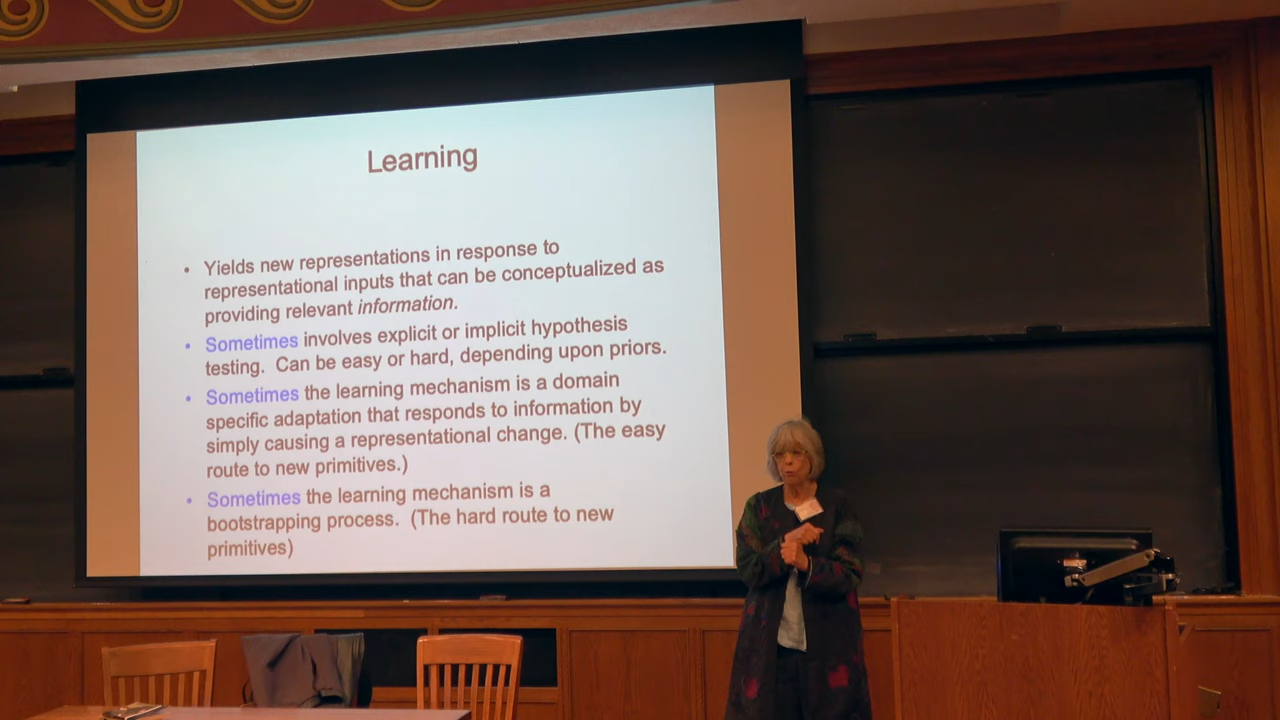 Learning
• Yields new representations in response to
representational inputs that can be conceptualized as
providing relevant information.
• Sometimes involves explicit or implicit hypothesis
testing. Can be easy or hard, depending upon priors.
• Sometimes the learning mechanism is a domain
specific adaptation that responds to information by
simply causing a representational change. (The easy
route to new primitives.)
• Sometimes the learning mechanism is a
bootstrapping process. (The hard route to new
primitives)